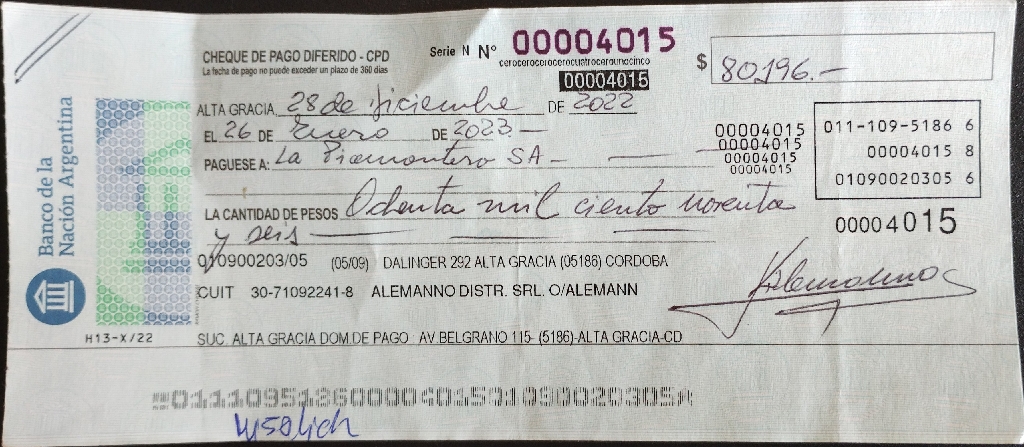 CHEQUE DE PAGO DIFERIDO - CPD
La fecha de pago no puede exceder un plazo de 360 días
Serie N Nº 00004015
cerocerocerocerocuatrocerounocinco
00004015
$ 80196.-
ALTA GRACIA, 28 de diciembre DE 2022
EL 26 DE Enero DE 2023.-
PAGUESE A: La Piamontesa SA -
00004015
00004015
00004015
00004015
011-109-5186 6
00004015 8
01090020305 6
00004015
LA CANTIDAD DE PESOS Ochenta mil ciento noventa
y seis
010900203/05 (05/09) DALINGER 292 ALTA GRACIA (05186) CORDOBA
CUIT 30-71092241-8 ALEMANNO DISTR. SRL. O/ALEMANN
SUC. ALTA GRACIA DOM.DE PAGO: AV.BELGRANO 115- (5186)-ALTA GRACIA-CD
Banco de la
Nación Argentina
H13-X/22